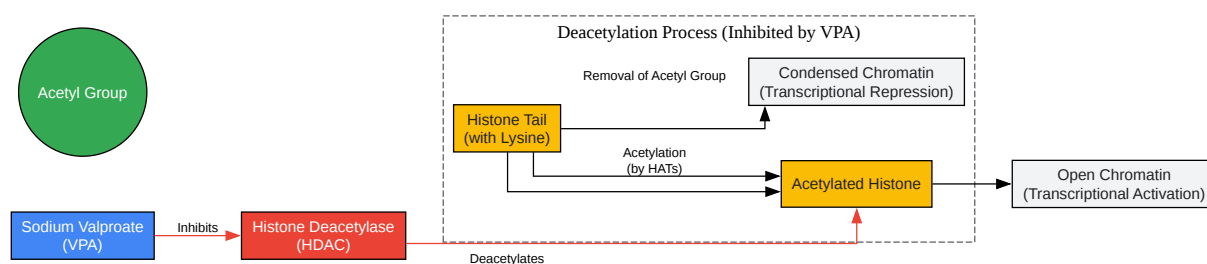 Deacetylation Process (Inhibited by VPA)
Acetyl Group
Removal of Acetyl Group
Condensed Chromatin
(Transcriptional Repression)
Histone Tail
(with Lysine)
Acetylation
(by HATs)
Acetylated Histone
Open Chromatin
(Transcriptional Activation)
Sodium Valproate
(VPA)
Inhibits
Histone Deacetylase
(HDAC)
Deacetylates